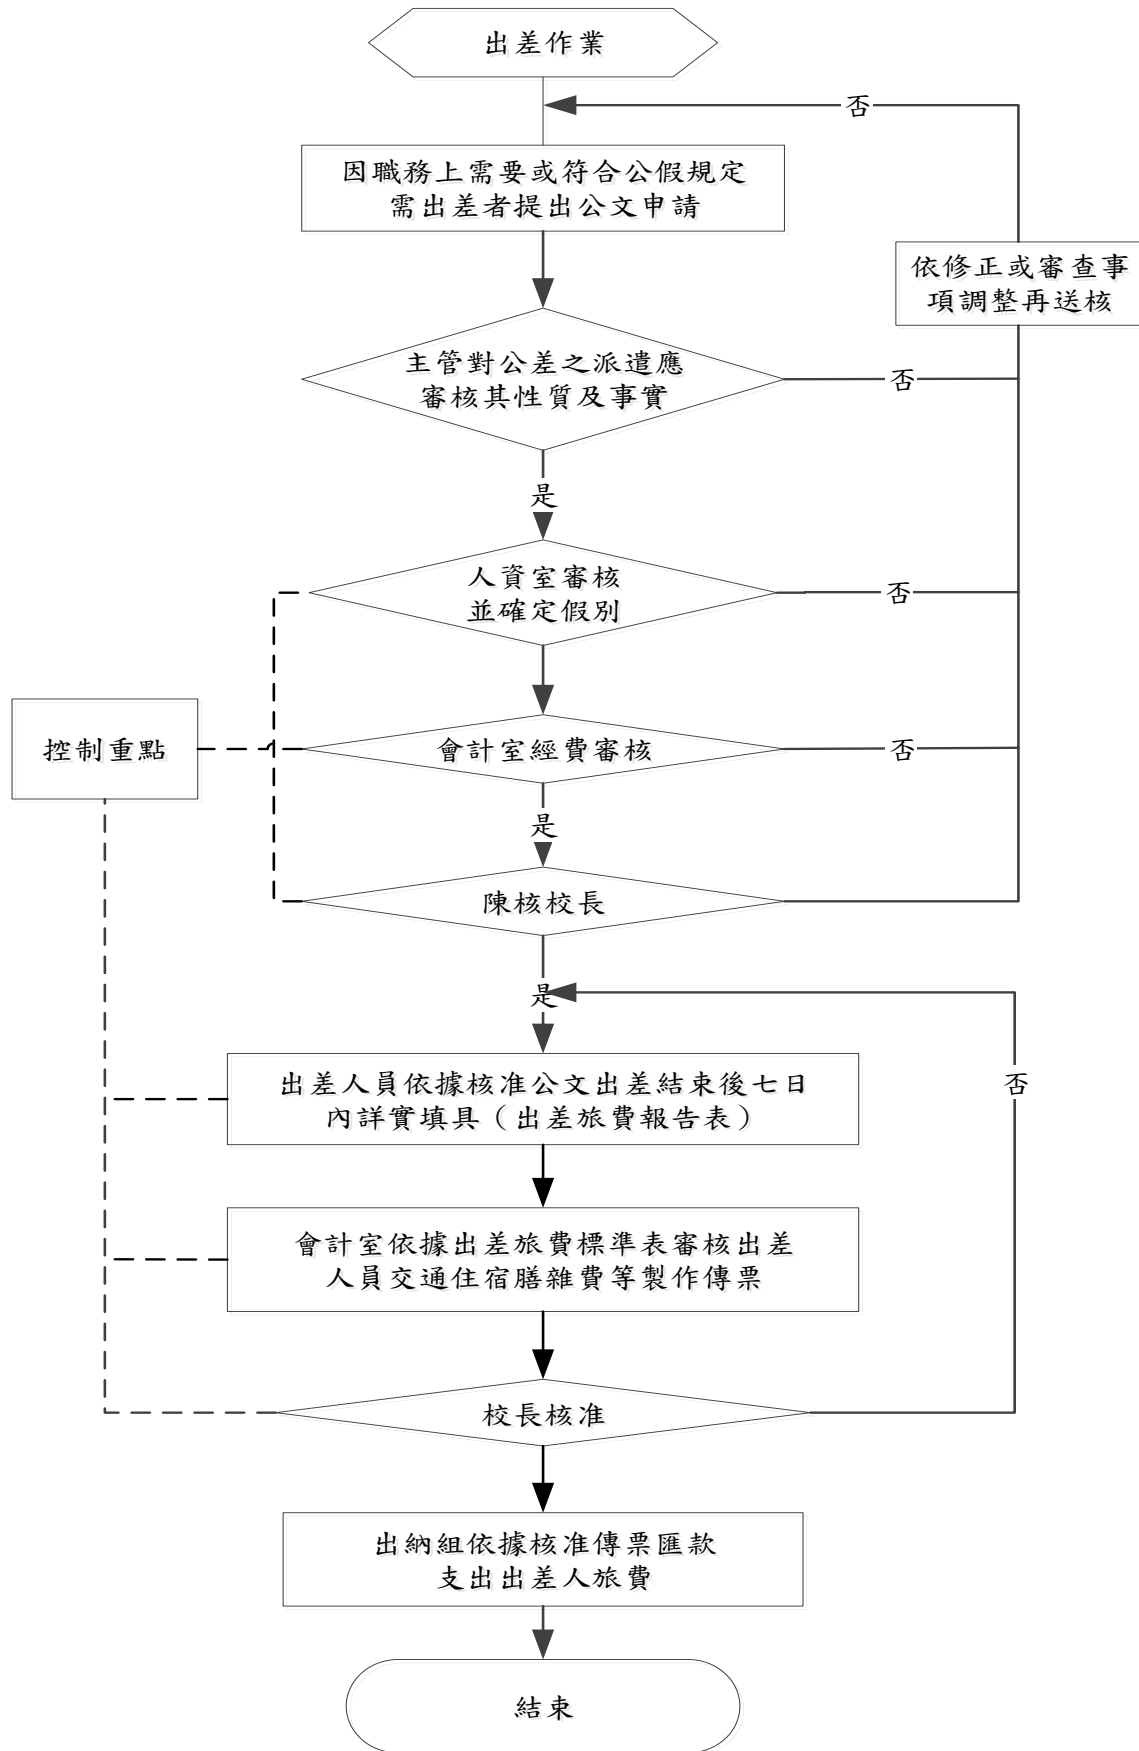 出差作業
否
因職務上需要或符合公假規定
需出差者提出公文申請
依修正或審查事
項調整再送核
主管對公差之派遣應
審核其性質及事實
否
是
人資室審核
並確定假別
否
控制重點
會計室經費審核
否
是
陳核校長
是
出差人員依據核准公文出差結束後七日
內詳實填具（出差旅費報告表）
否
會計室依據出差旅費標準表審核出差
人員交通住宿膳雜費等製作傳票
校長核准
出納組依據核准傳票匯款
支出出差人旅費
結束